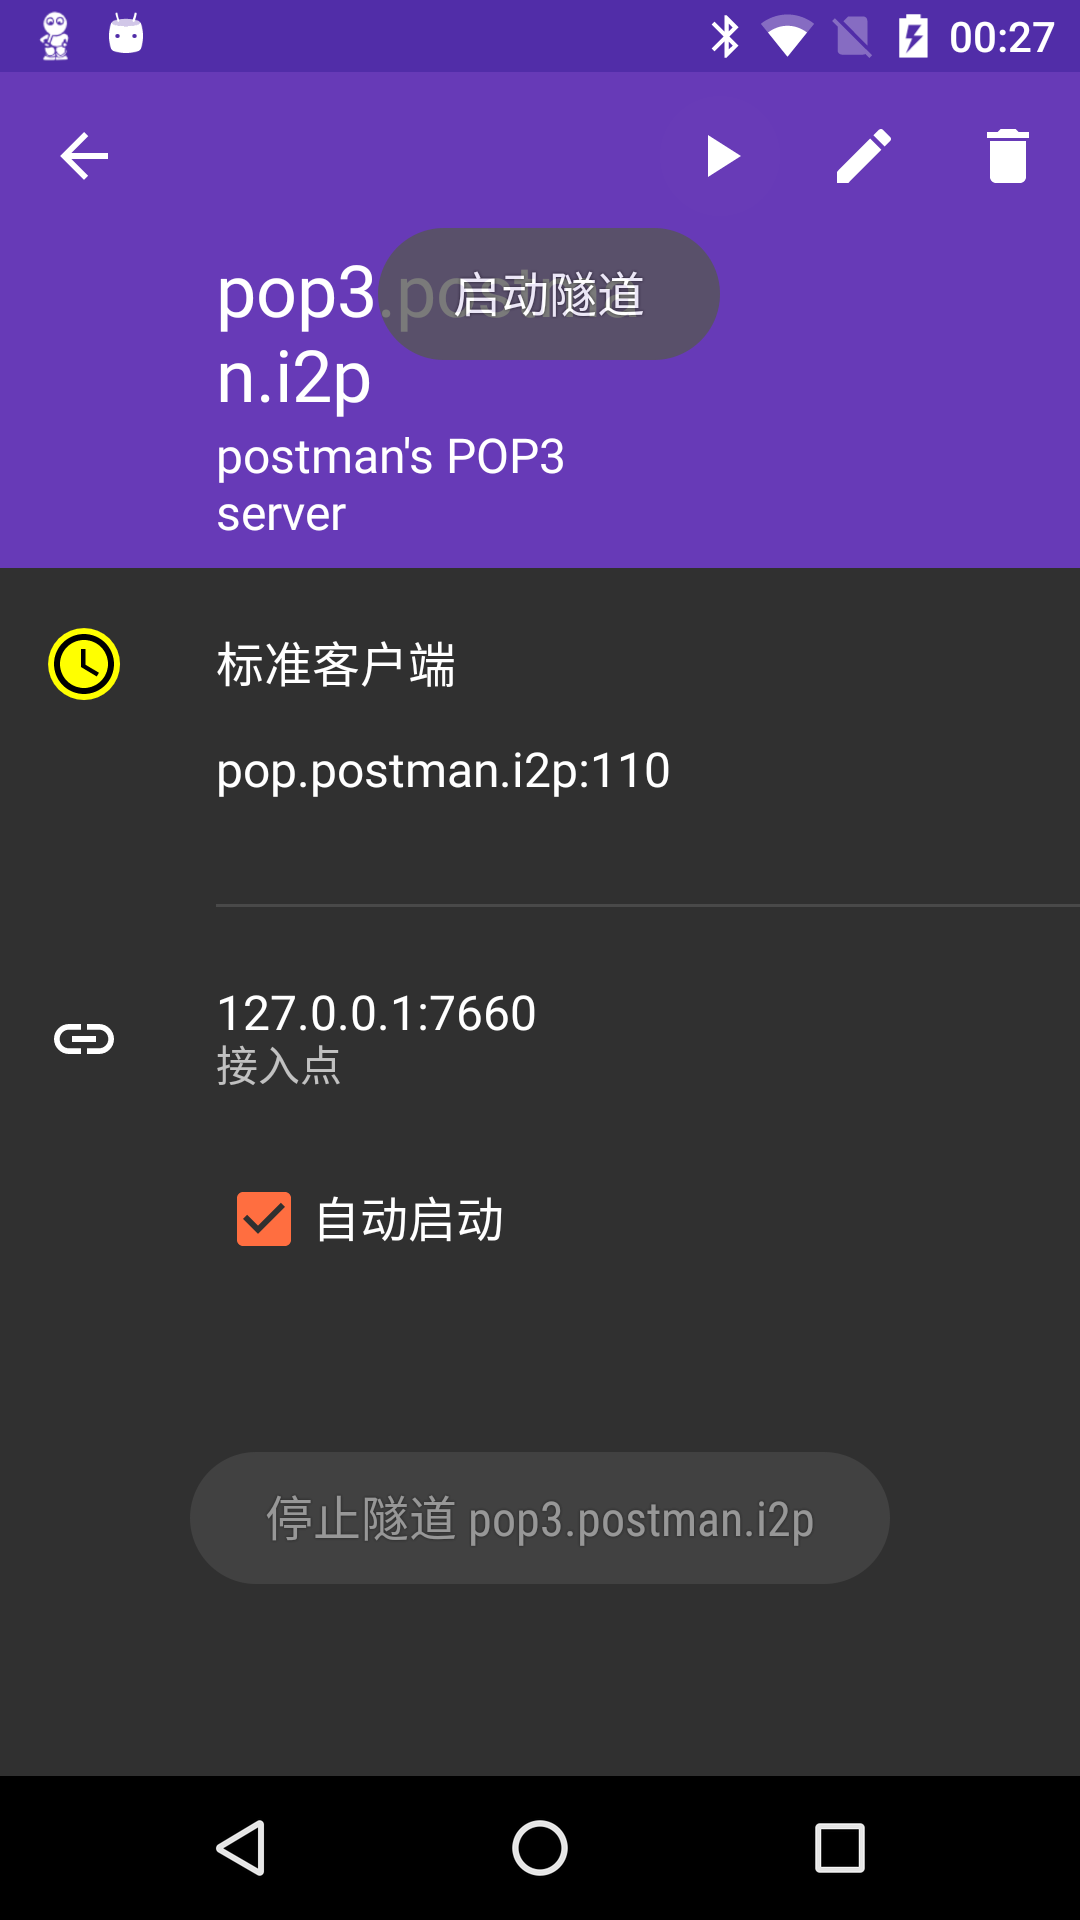 00:27
启动隧道
pop3.postma
n.i2p
postman's POP3
server
标准客户端
pop.postman.i2p:110
127.0.0.1:7660
接入点
自动启动
停止隧道 pop3.postman.i2p